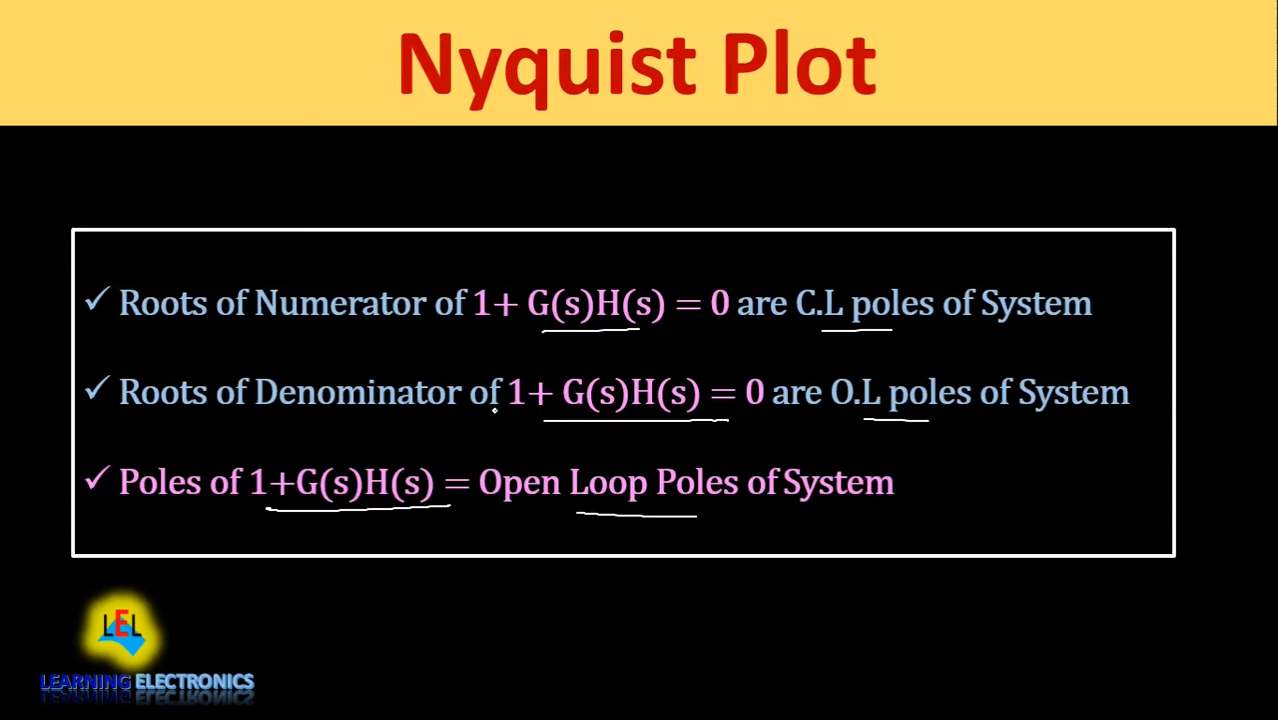 Nyquist Plot
✓ Roots of Numerator of 1+ G(s)H(s) = 0 are C.L poles of System
✓ Roots of Denominator of 1+ G(s)H(s) = 0 are O.L poles of System
✓ Poles of 1+G(s)H(s) = Open Loop Poles of System
LEL
LEARNING ELECTRONICS